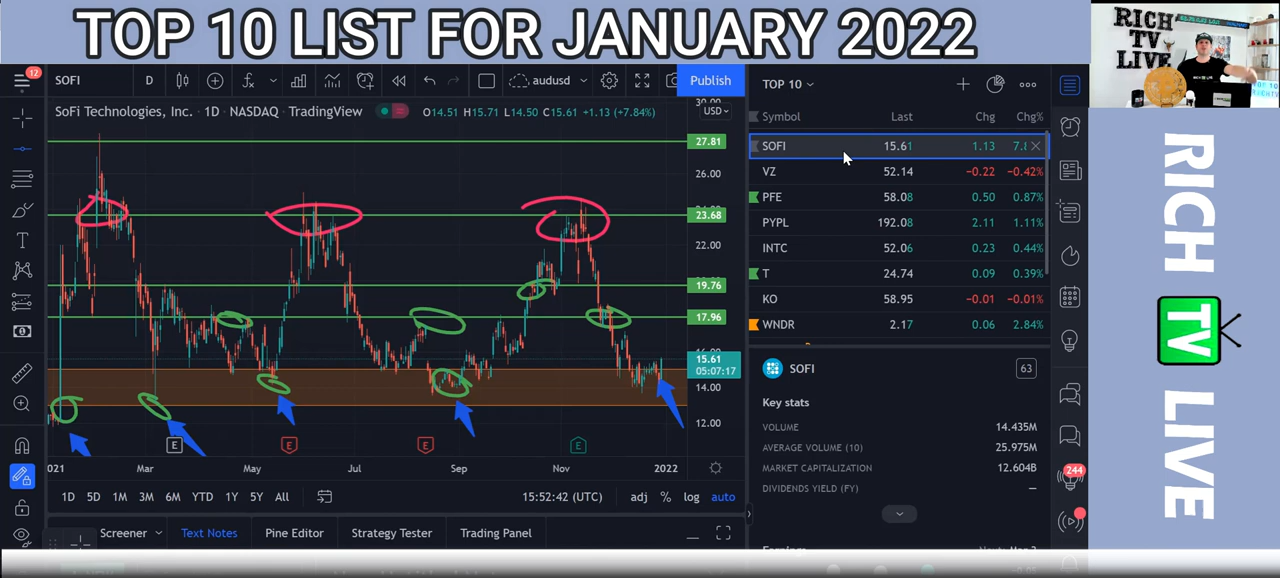 TOP 10 LIST FOR JANUARY 2022
RICH
TV
LIVE
12
SOFI
D
audusd
Publish
SoFi Technologies, Inc. · 1D · NASDAQ · TradingView
O14.51 H15.71 L14.50 C15.61 +1.13 (+7.84%)
USD
27.81
26.00
23.68
22.00
19.76
17.96
15.61
05:07:17
14.00
12.00
E
E
E
E
2021
Mar
May
Jul
Sep
Nov
2022
1D 5D 1M 3M 6M YTD 1Y 5Y All
15:52:42 (UTC)
adj % log auto
Screener
Text Notes
Pine Editor
Strategy Tester
Trading Panel
TOP 10
Symbol Last Chg Chg%
SOFI 15.61 1.13
VZ 52.14 −0.22 −0.42%
PFE 58.08 0.50 0.87%
PYPL 192.08 2.11 1.11%
INTC 52.06 0.23 0.44%
T 24.74 0.09 0.39%
KO 58.95 −0.01 −0.01%
WNDR 2.17 0.06 2.84%
SOFI
63
Key stats
VOLUME 14.435M
AVERAGE VOLUME (10) 25.975M
MARKET CAPITALIZATION 12.604B
DIVIDENDS YIELD (FY) —
244
RICH
TV
LIVE